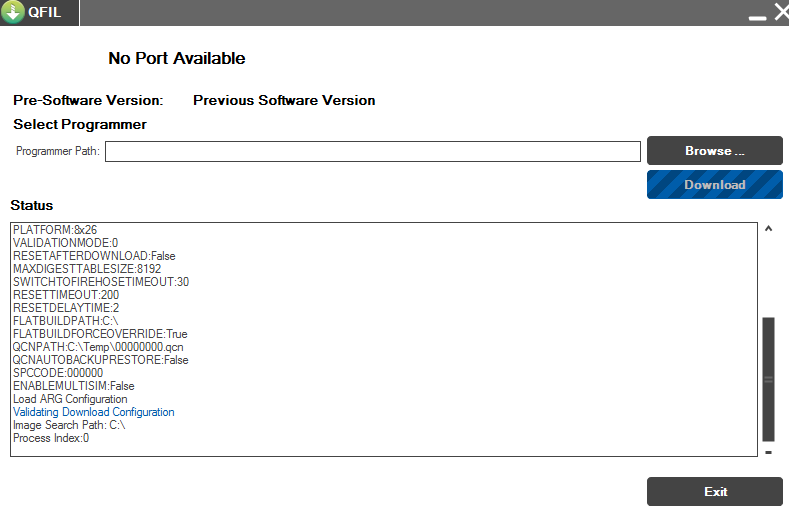 QFIL
No Port Available
Pre-Software Version: Previous Software Version
Select Programmer
Programmer Path:
Browse ...
Download
Status
PLATFORM:8x26
VALIDATIONMODE:0
RESETAFTERDOWNLOAD:False
MAXDIGESTTABLESIZE:8192
SWITCHTOFIREHOSETIMEOUT:30
RESETTIMEOUT:200
RESETDELAYTIME:2
FLATBUILDPATH:C:\
FLATBUILDFORCEOVERRIDE:True
QCNPATH:C:\Temp\00000000.qcn
QCNAUTOBACKUPRESTORE:False
SPCCODE:000000
ENABLEMULTISIM:False
Load ARG Configuration
Validating Download Configuration
Image Search Path: C:\
Process Index:0
Exit